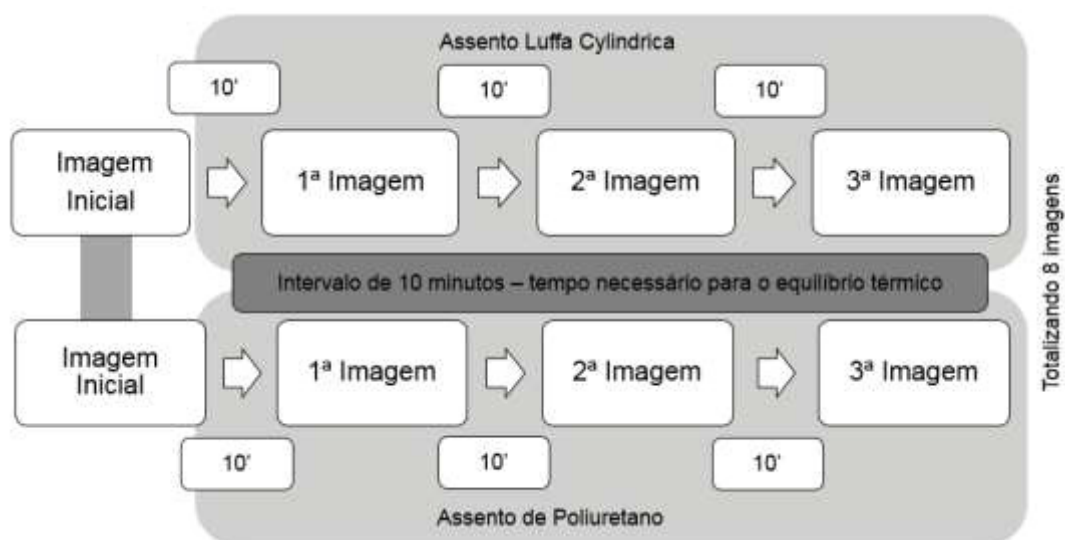 Assento Luffa Cylindrica
10'
10'
10'
Imagem
Inicial
1ª Imagem
2ª Imagem
3ª Imagem
Intervalo de 10 minutos – tempo necessário para o equilíbrio térmico
Imagem
Inicial
1ª Imagem
2ª Imagem
3ª Imagem
10'
10'
10'
Assento de Poliuretano
Totalizando 8 imagens